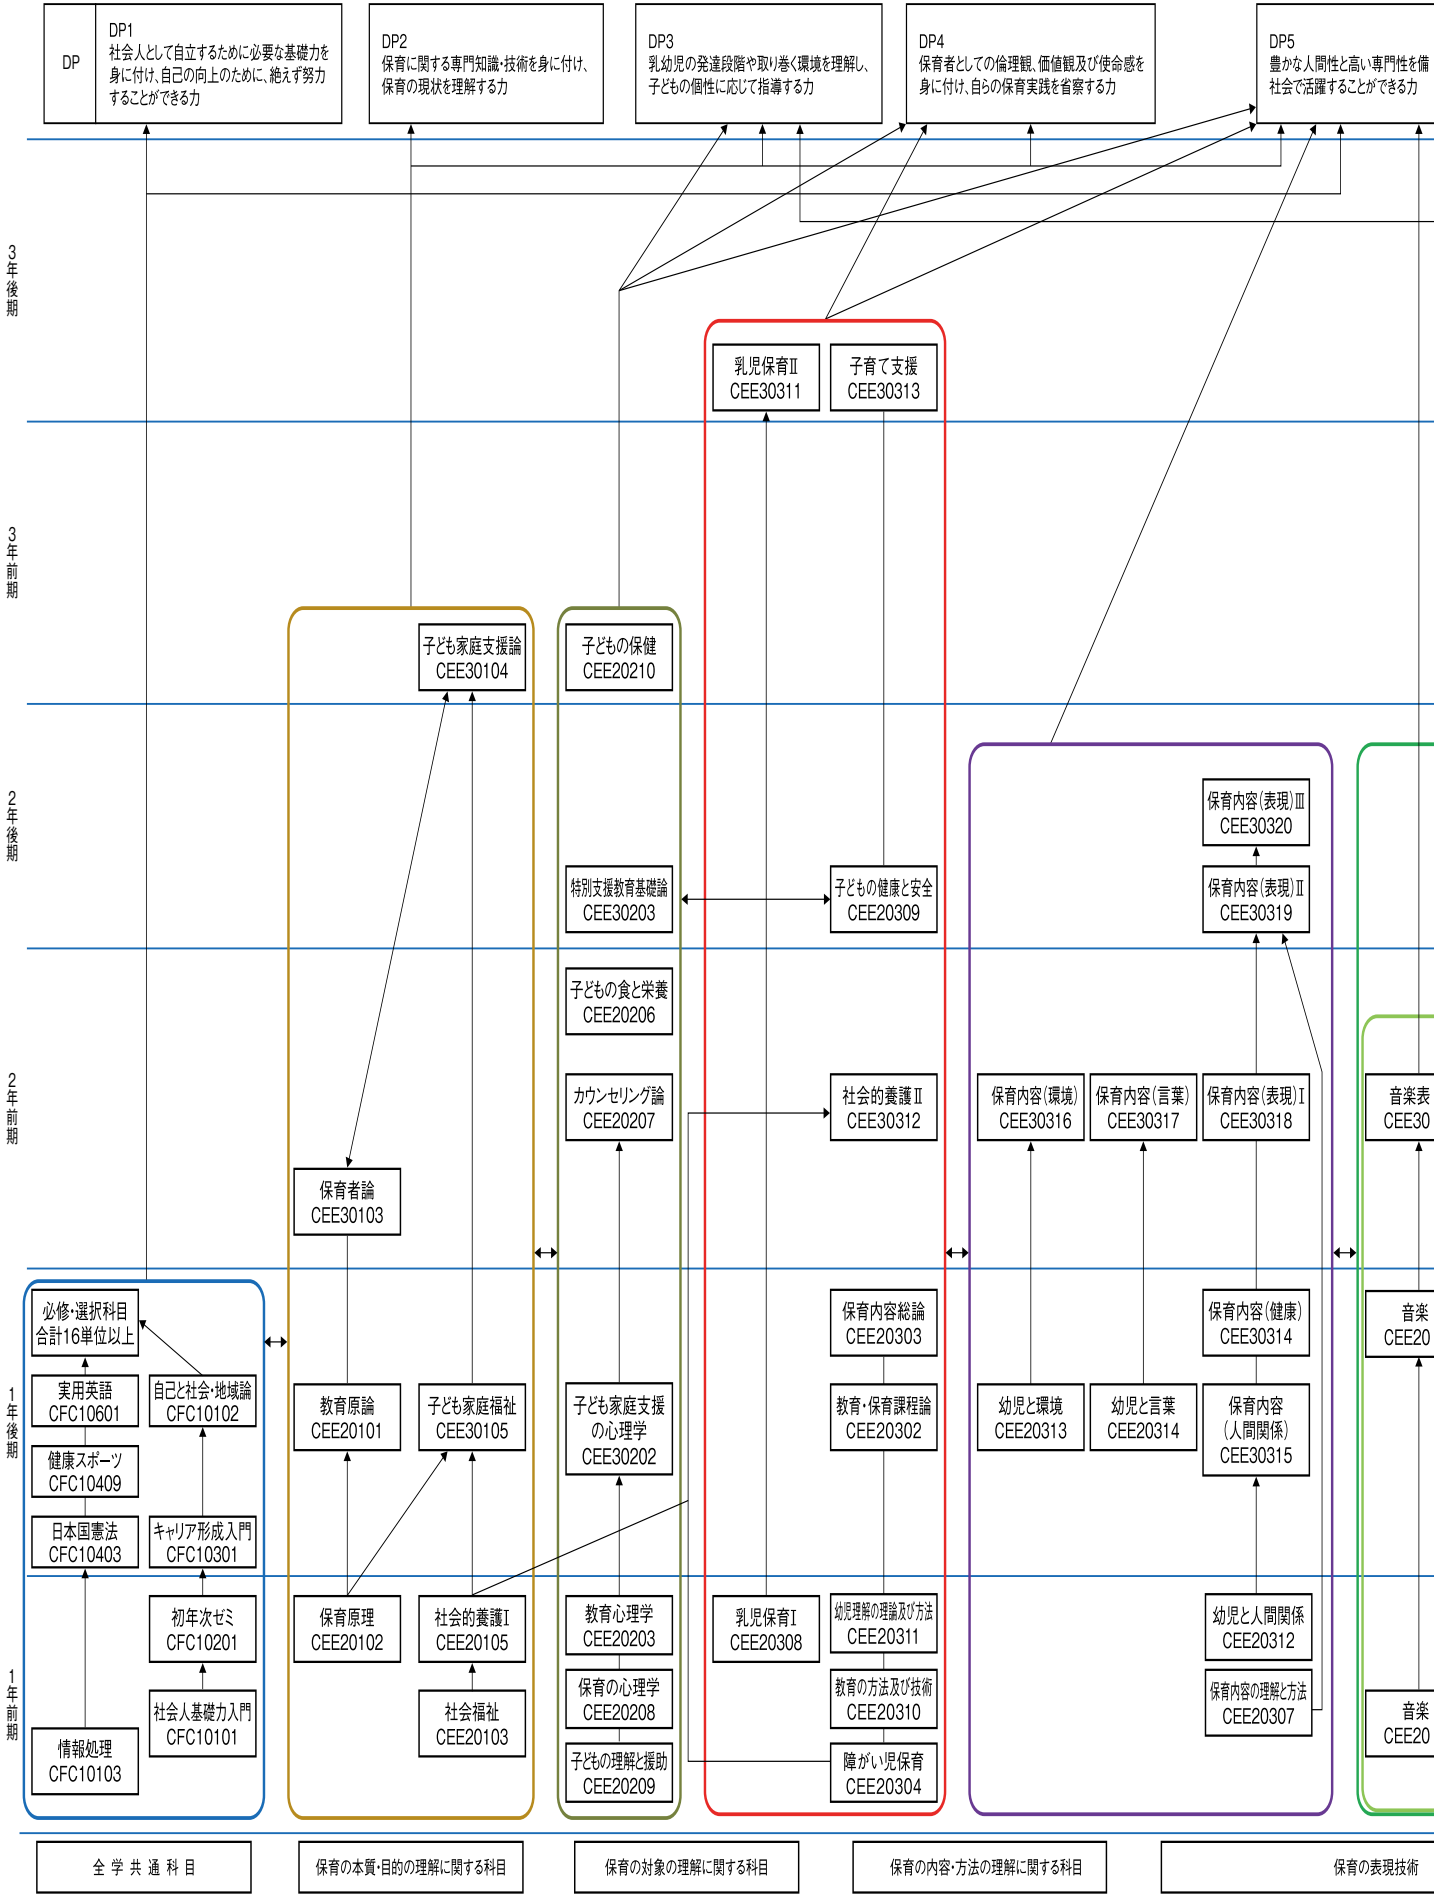 DP
DP1
社会人として自立するために必要な基礎力を
身に付け、自己の向上のために、絶えず努力
することができる力
DP2
保育に関する専門知識・技術を身に付け、
保育の現状を理解する力
DP3
乳幼児の発達段階や取り巻く環境を理解し、
子どもの個性に応じて指導する力
DP4
保育者としての倫理観、価値観及び使命感を
身に付け、自らの保育実践を省察する力
DP5
豊かな人間性と高い専門性を備
社会で活躍することができる力
3年後期
乳児保育Ⅱ
CEE30311
子育て支援
CEE30313
3年前期
子ども家庭支援論
CEE30104
子どもの保健
CEE20210
2年後期
保育内容(表現)Ⅲ
CEE30320
特別支援教育基礎論
CEE30203
子どもの健康と安全
CEE20309
保育内容(表現)Ⅱ
CEE30319
2年前期
子どもの食と栄養
CEE20206
カウンセリング論
CEE20207
社会的養護Ⅱ
CEE30312
保育内容(環境)
CEE30316
保育内容(言葉)
CEE30317
保育内容(表現)Ⅰ
CEE30318
音楽表
CEE30
保育者論
CEE30103
1年後期
必修・選択科目
合計16単位以上
保育内容総論
CEE20303
保育内容(健康)
CEE30314
音楽
CEE20
実用英語
CFC10601
自己と社会・地域論
CFC10102
教育原論
CEE20101
子ども家庭福祉
CEE30105
子ども家庭支援
の心理学
CEE30202
教育・保育課程論
CEE20302
幼児と環境
CEE20313
幼児と言葉
CEE20314
保育内容
(人間関係)
CEE30315
健康スポーツ
CFC10409
日本国憲法
CFC10403
キャリア形成入門
CFC10301
1年前期
初年次ゼミ
CFC10201
保育原理
CEE20102
社会的養護Ⅰ
CEE20105
教育心理学
CEE20203
乳児保育Ⅰ
CEE20308
幼児理解の理論及び方法
CEE20311
幼児と人間関係
CEE20312
社会人基礎力入門
CFC10101
社会福祉
CEE20103
保育の心理学
CEE20208
教育の方法及び技術
CEE20310
保育内容の理解と方法
CEE20307
音楽
CEE20
情報処理
CFC10103
子どもの理解と援助
CEE20209
障がい児保育
CEE20304
全学共通科目
保育の本質・目的の理解に関する科目
保育の対象の理解に関する科目
保育の内容・方法の理解に関する科目
保育の表現技術